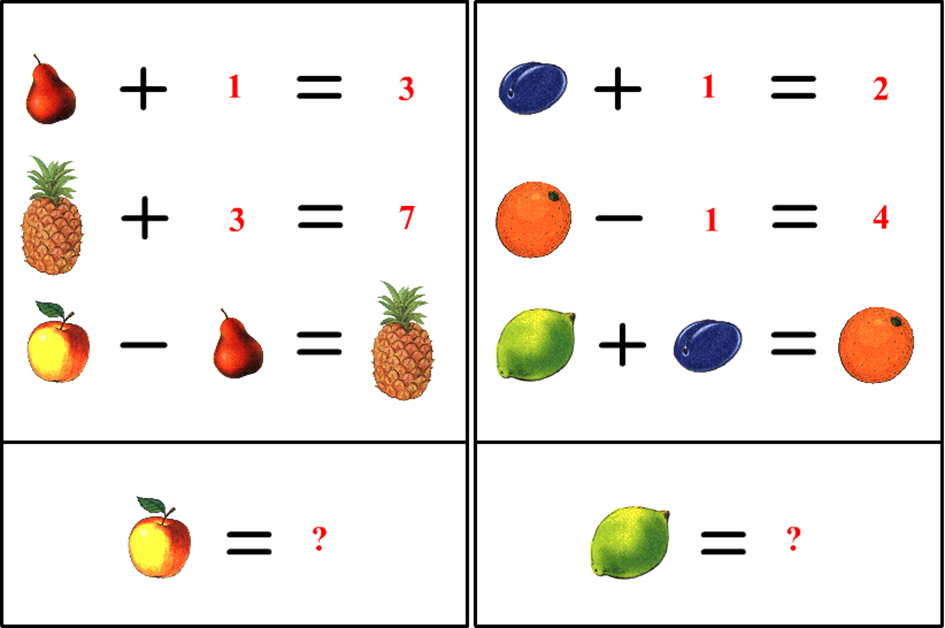 + 1 = 3
+ 3 = 7
− =
= ?
+ 1 = 2
− 1 = 4
+ =
= ?